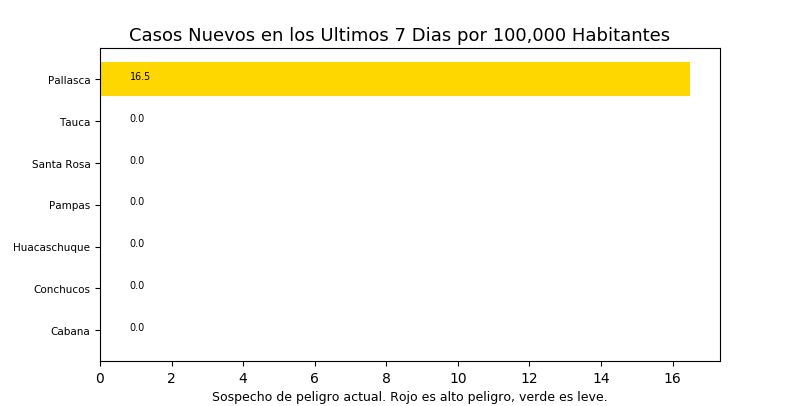 Casos Nuevos en los Ultimos 7 Dias por 100,000 Habitantes
Pallasca 16.5
Tauca 0.0
Santa Rosa 0.0
Pampas 0.0
Huacaschuque 0.0
Conchucos 0.0
Cabana 0.0
0 2 4 6 8 10 12 14 16
Sospecho de peligro actual. Rojo es alto peligro, verde es leve.